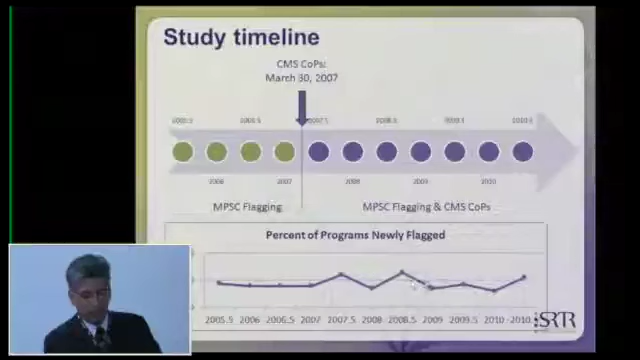 Study timeline
CMS CoPs:
March 30, 2007
2005.5 2006.5 2007.5 2008.5 2009.5 2010.5
2006 2007 2008 2009 2010
MPSC Flagging MPSC Flagging & CMS CoPs
Percent of Programs Newly Flagged
2005.5 2006 2006.5 2007 2007.5 2008 2008.5 2009 2009.5 2010 2010.5
SRTR